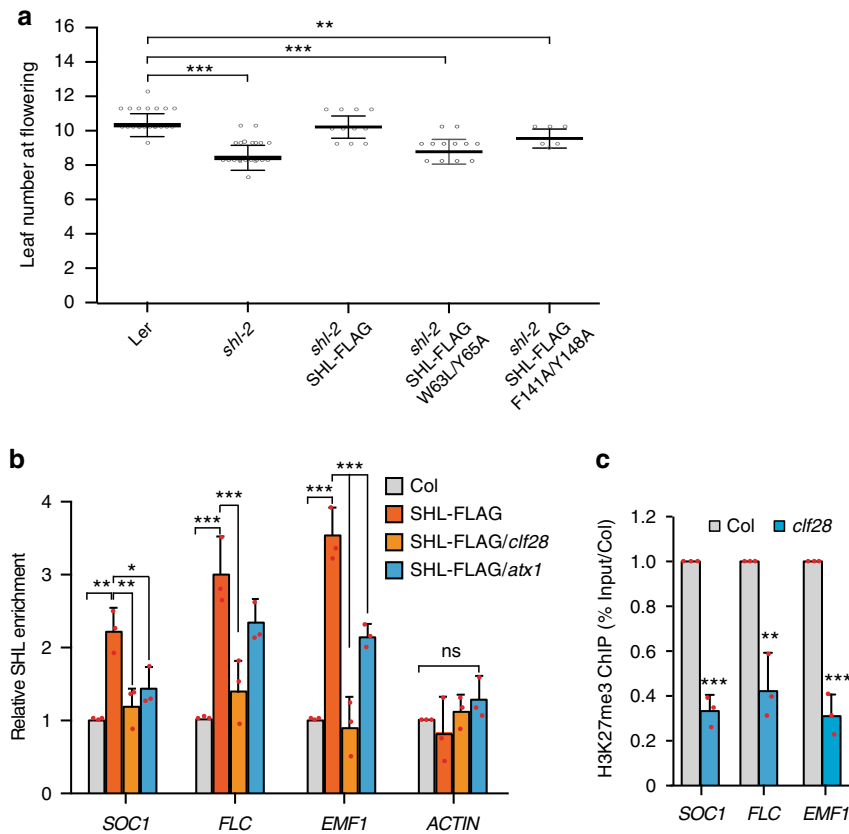 a
Leaf number at flowering
16
14
12
10
8
6
4
2
0
**
***
***
Ler
shl-2
shl-2
SHL-FLAG
shl-2
SHL-FLAG
W63L/Y65A
shl-2
SHL-FLAG
F141A/Y148A
b
Relative SHL enrichment
4
3
2
1
0
**
**
*
***
***
***
***
ns
Col
SHL-FLAG
SHL-FLAG/clf28
SHL-FLAG/atx1
SOC1
FLC
EMF1
ACTIN
c
H3K27me3 ChIP (% Input/Col)
1.2
1.0
0.8
0.6
0.4
0.2
0
Col
clf28
***
**
***
SOC1
FLC
EMF1